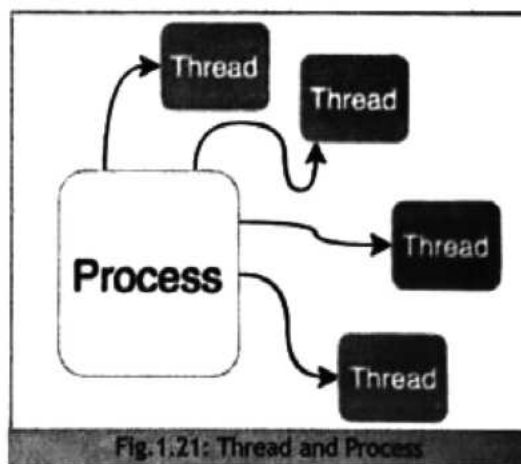 Thread
Thread
Process
Thread
Thread
Fig.1.21: Thread and Process